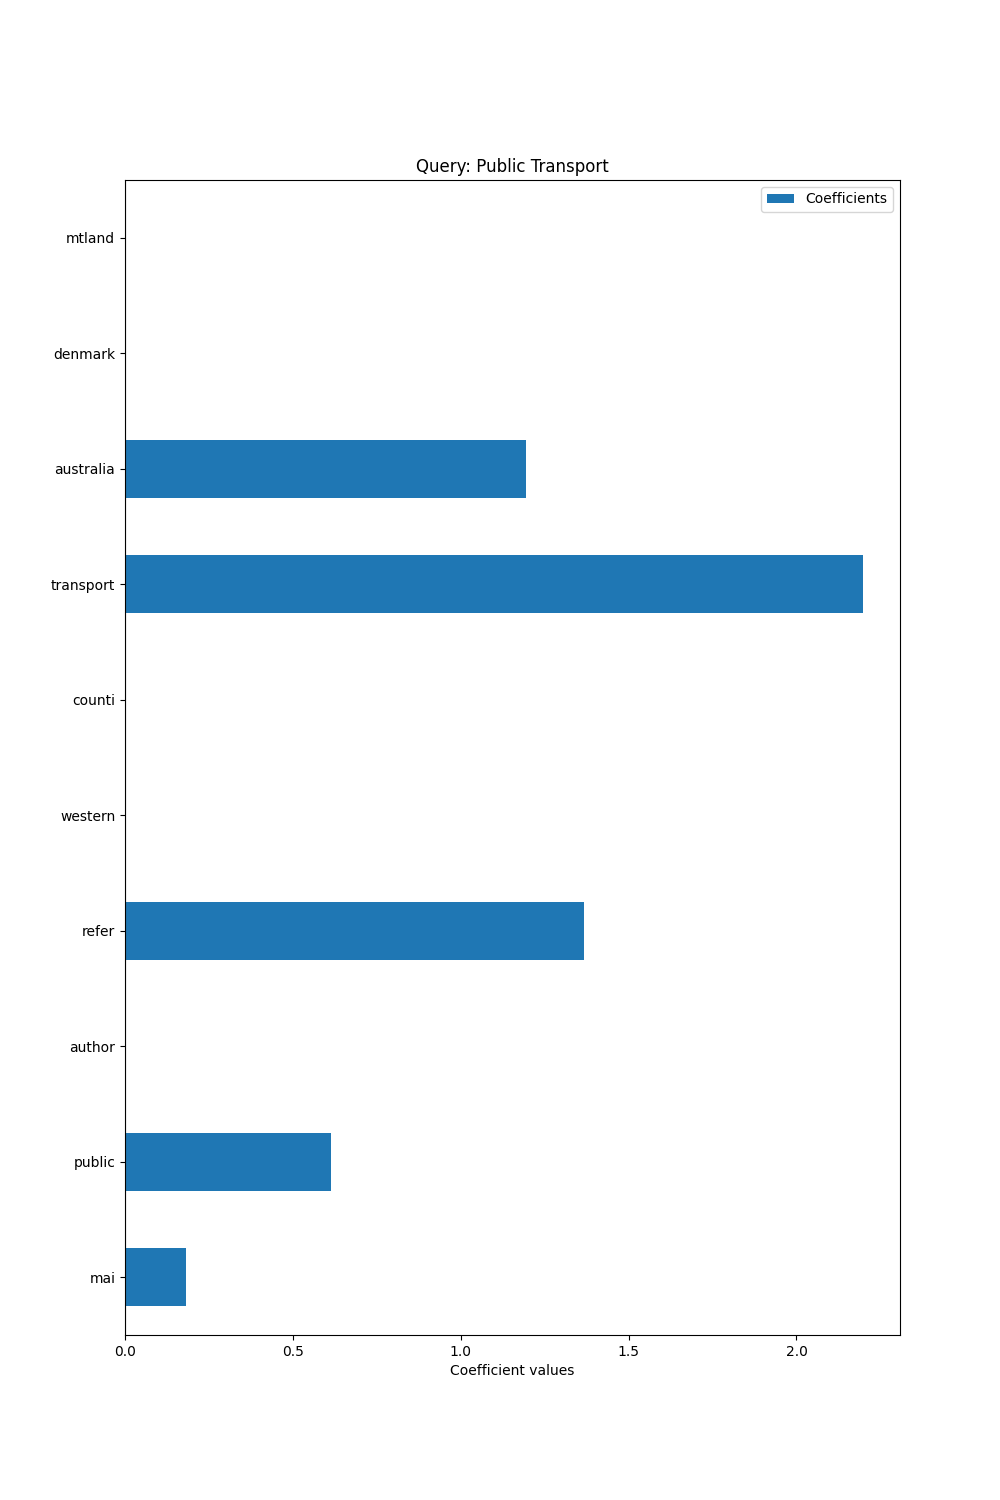 Query: Public Transport
Coefficients
mtland
denmark
australia
transport
counti
western
refer
author
public
mai
0.0 0.5 1.0 1.5 2.0
Coefficient values